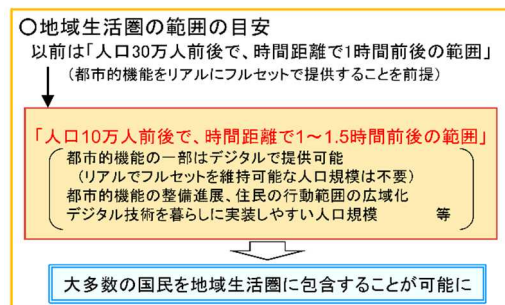 〇地域生活圏の範囲の目安
以前は「人口30万人前後で、時間距離で1時間前後の範囲」
（都市的機能をリアルにフルセットで提供することを前提）
「人口10万人前後で、時間距離で1～1.5時間前後の範囲」
都市的機能の一部はデジタルで提供可能
（リアルでフルセットを維持可能な人口規模は不要）
都市的機能の整備進展、住民の行動範囲の広域化
デジタル技術を暮らしに実装しやすい人口規模 等
大多数の国民を地域生活圏に包含することが可能に